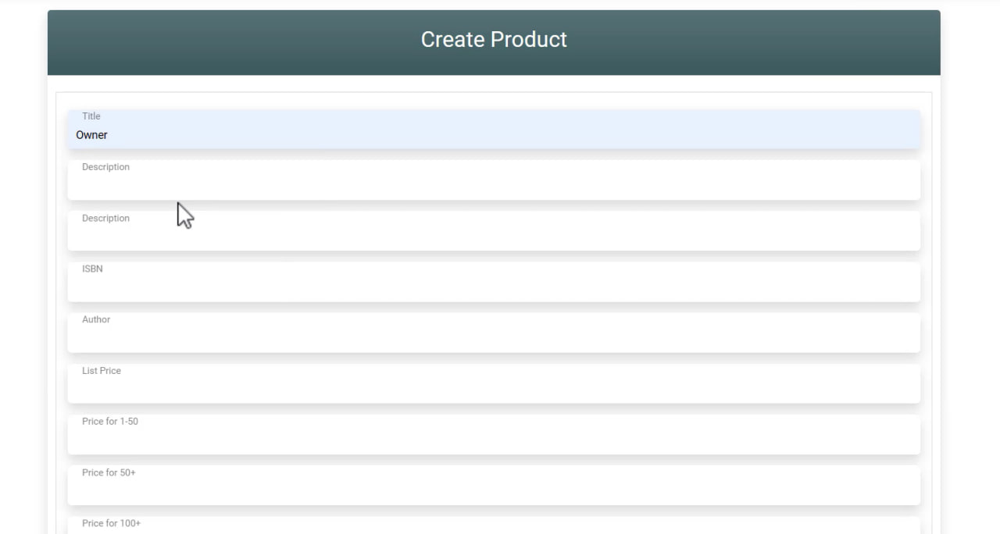 Create Product
Title
Owner
Description
Description
ISBN
Author
List Price
Price for 1-50
Price for 50+
Price for 100+